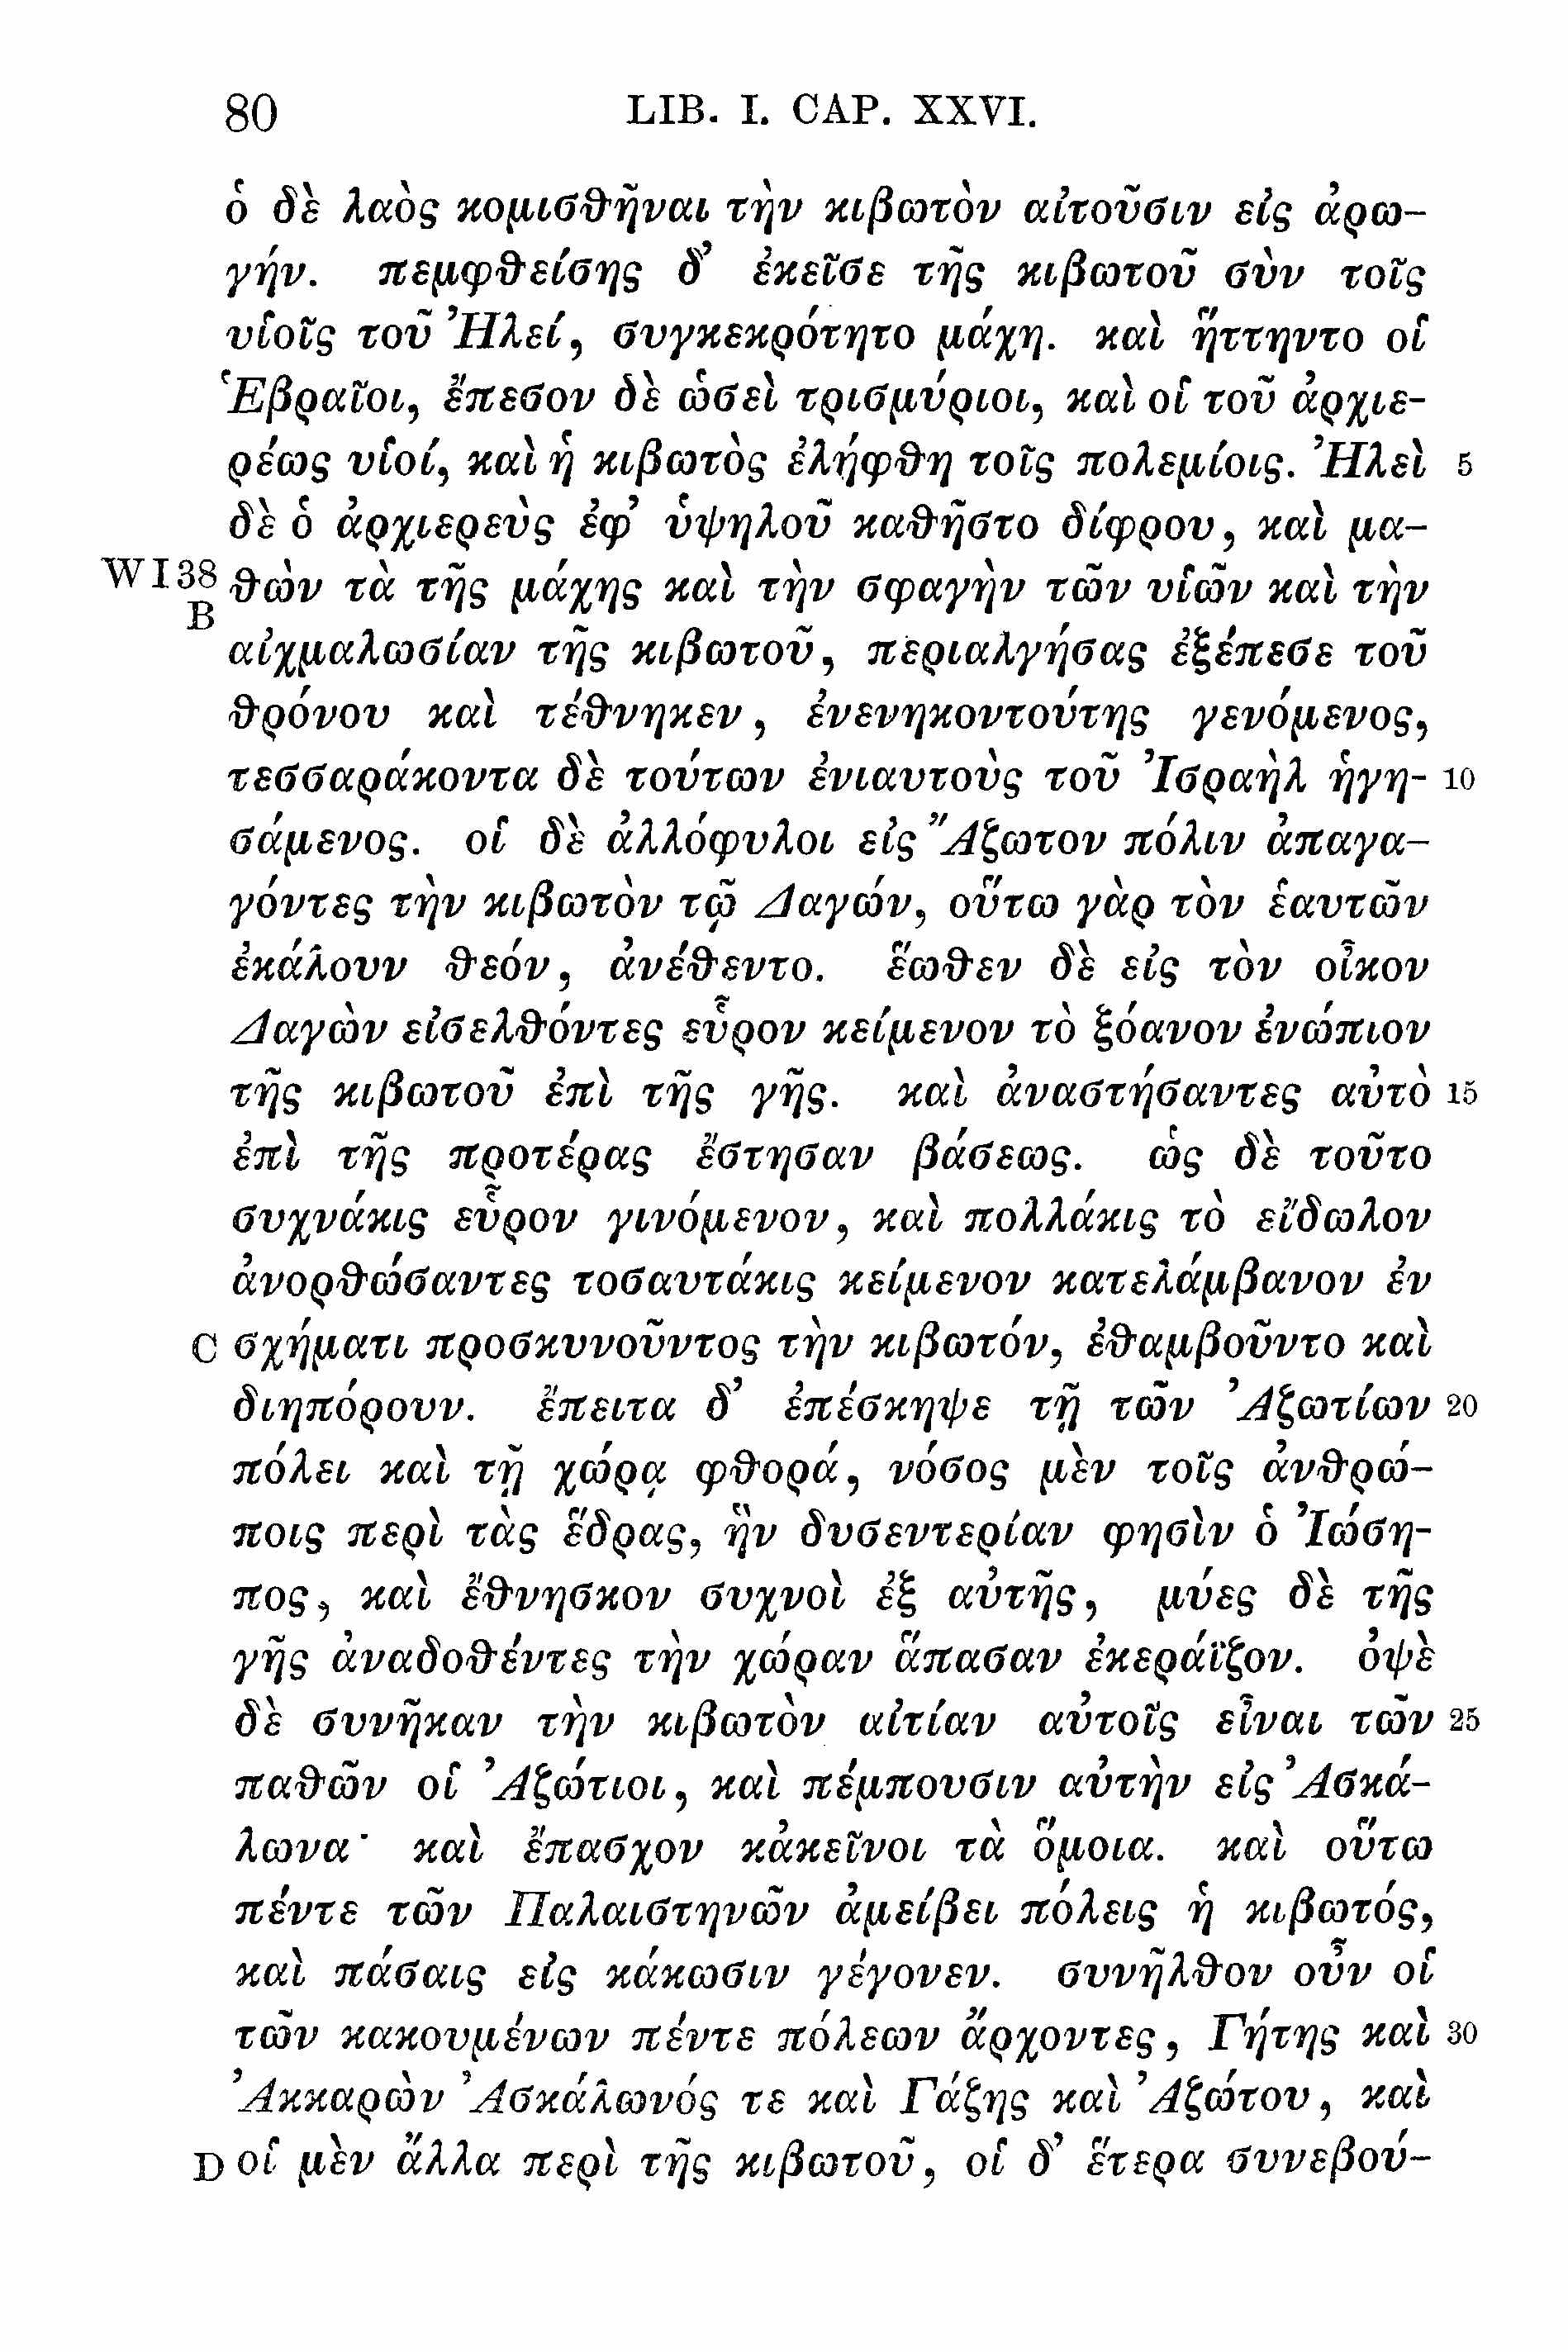 80 LIB. I. CAP. XXVI.
ὁ δὲ λαὸς κομισθῆναι τὴν κιβωτὸν αἰτοῦσιν εἰς ἀρω-
γήν. πεμφθείσης δ’ ἐκεῖσε τῆς κιβωτοῦ σὺν τοῖς
υἱοῖς τοῦ Ἠλεί, συγκεκρότητο μάχη. καὶ ἥττηντο οἱ
Ἑβραῖοι, ἔπεσον δὲ ὡσεὶ τρισμύριοι, καὶ οἱ τοῦ ἀρχιε-
ρέως υἱοί, καὶ ἡ κιβωτὸς ἐλήφθη τοῖς πολεμίοις. Ἠλεὶ 5
δὲ ὁ ἀρχιερεὺς ἐφ’ ὑψηλοῦ καθῆστο δίφρου, καὶ μα-
W I 38 B θὼν τὰ τῆς μάχης καὶ τὴν σφαγὴν τῶν υἱῶν καὶ τὴν
αἰχμαλωσίαν τῆς κιβωτοῦ, περιαλγήσας ἐξέπεσε τοῦ
θρόνου καὶ τέθνηκεν, ἐνενηκοντούτης γενόμενος,
τεσσαράκοντα δὲ τούτων ἐνιαυτοὺς τοῦ Ἰσραὴλ ἡγη- 10
σάμενος. οἱ δὲ ἀλλόφυλοι εἰς Ἄζωτον πόλιν ἀπαγα-
γόντες τὴν κιβωτὸν τῷ Δαγών, οὕτω γὰρ τὸν ἑαυτῶν
ἐκάλουν θεόν, ἀνέθεντο. ἕωθεν δὲ εἰς τὸν οἶκον
Δαγὼν εἰσελθόντες εὗρον κείμενον τὸ ξόανον ἐνώπιον
τῆς κιβωτοῦ ἐπὶ τῆς γῆς. καὶ ἀναστήσαντες αὐτὸ 15
ἐπὶ τῆς προτέρας ἔστησαν βάσεως. ὡς δὲ τοῦτο
συχνάκις εὗρον γινόμενον, καὶ πολλάκις τὸ εἴδωλον
ἀνορθώσαντες τοσαυτάκις κείμενον κατελάμβανον ἐν
C σχήματι προσκυνοῦντος τὴν κιβωτόν, ἐθαμβοῦντο καὶ
διηπόρουν. ἔπειτα δ’ ἐπέσκηψε τῇ τῶν Ἀζωτίων 20
πόλει καὶ τῇ χώρᾳ φθορά, νόσος μὲν τοῖς ἀνθρώ-
ποις περὶ τὰς ἕδρας, ἣν δυσεντερίαν φησὶν ὁ Ἰώση-
πος, καὶ ἔθνησκον συχνοὶ ἐξ αὐτῆς, μύες δὲ τῆς
γῆς ἀναδοθέντες τὴν χώραν ἅπασαν ἐκεράϊζον. ὀψὲ
δὲ συνῆκαν τὴν κιβωτὸν αἰτίαν αὐτοῖς εἶναι τῶν 25
παθῶν οἱ Ἀζώτιοι, καὶ πέμπουσιν αὐτὴν εἰς Ἀσκά-
λωνα· καὶ ἔπασχον κἀκεῖνοι τὰ ὅμοια. καὶ οὕτω
πέντε τῶν Παλαιστηνῶν ἀμείβει πόλεις ἡ κιβωτός,
καὶ πάσαις εἰς κάκωσιν γέγονεν. συνῆλθον οὖν οἱ
τῶν κακουμένων πέντε πόλεων ἄρχοντες, Γήτης καὶ 30
Ἀκκαρὼν Ἀσκάλωνός τε καὶ Γάζης καὶ Ἀζώτου, καὶ
D οἱ μὲν ἄλλα περὶ τῆς κιβωτοῦ, οἱ δ’ ἕτερα συνεβού-